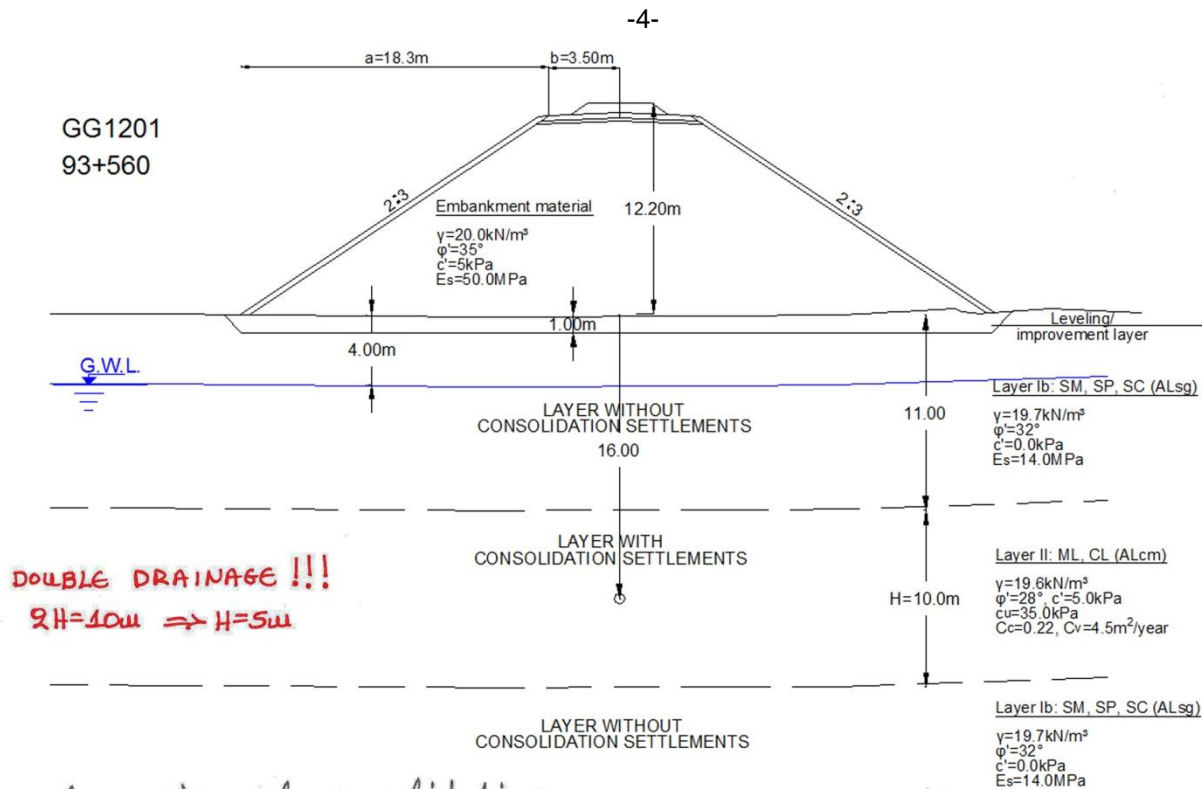 -4-
a=18.3m
b=3.50m
GG1201
93+560
2:3
2:3
Embankment material
γ=20.0kN/m³
φ'=35°
c'=5kPa
Es=50.0MPa
12.20m
1.00m
4.00m
Leveling/
improvement layer
G.W.L.
LAYER WITHOUT
CONSOLIDATION SETTLEMENTS
16.00
11.00
Layer Ib: SM, SP, SC (ALsg)
γ=19.7kN/m³
φ'=32°
c'=0.0kPa
Es=14.0MPa
LAYER WITH
CONSOLIDATION SETTLEMENTS
DOUBLE DRAINAGE !!!
2H=10m ⇒ H=5m
H=10.0m
Layer II: ML, CL (ALcm)
γ=19.6kN/m³
φ'=28°, c'=5.0kPa
cu=35.0kPa
Cc=0.22, Cv=4.5m²/year
LAYER WITHOUT
CONSOLIDATION SETTLEMENTS
Layer Ib: SM, SP, SC (ALsg)
γ=19.7kN/m³
φ'=32°
c'=0.0kPa
Es=14.0MPa